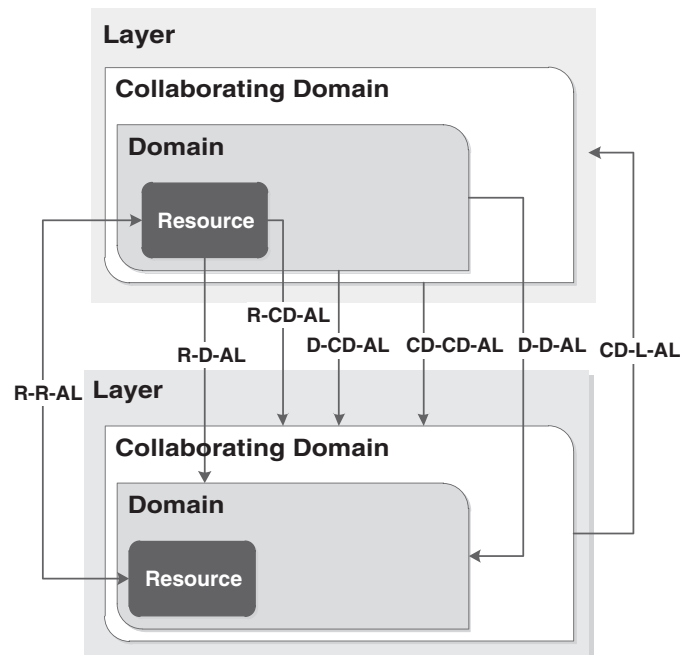 Layer
Collaborating Domain
Domain
Resource
R-CD-AL
R-D-AL
D-CD-AL
CD-CD-AL
D-D-AL
CD-L-AL
R-R-AL
Layer
Collaborating Domain
Domain
Resource